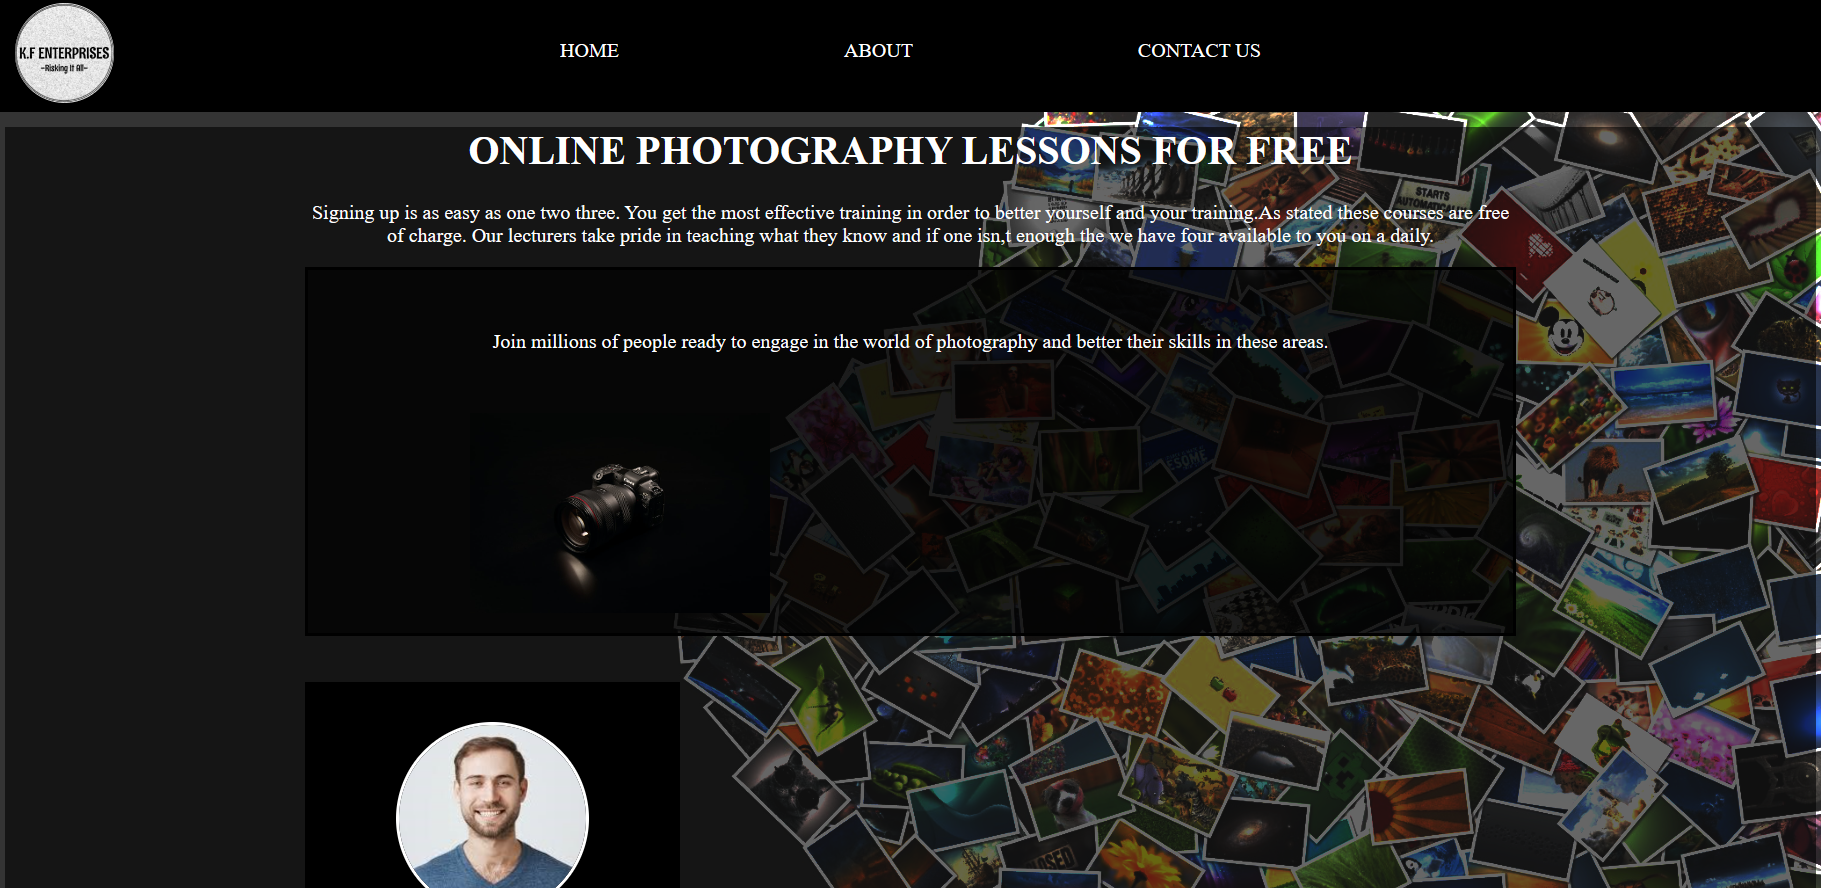 K.F ENTERPRISES
~Risking It All~
HOME
ABOUT
CONTACT US
ONLINE PHOTOGRAPHY LESSONS FOR FREE
STARTS
AUTOMATICALLY
Signing up is as easy as one two three. You get the most effective training in order to better yourself and your training.As stated these courses are free
of charge. Our lecturers take pride in teaching what they know and if one isn,t enough the we have four available to you on a daily.
Join millions of people ready to engage in the world of photography and better their skills in these areas.